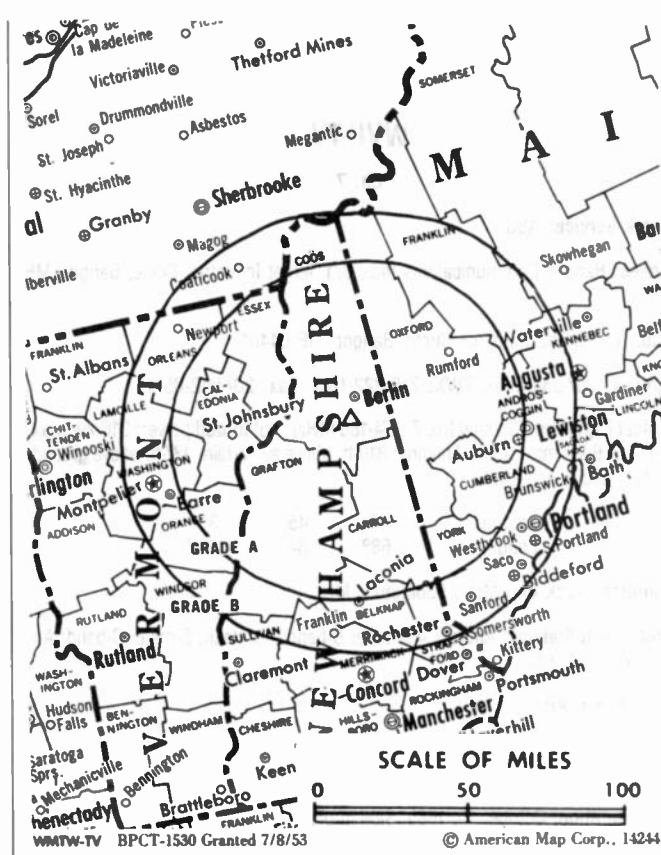 Cap de
la Madeleine
Thetford Mines
Victoriaville
SOMERSET
Sorel
Drummondville
Asbestos
St. Joseph
Megantic
M A I
St. Hyacinthe
Sherbrooke
Granby
Magog
FRANKLIN
Skowhegan
Coaticook
COOS
ESSEX
Newport
OXFORD
Waterville
KENNEBEC
FRANKLIN
St. Albans
ORLEANS
Rumford
Augusta
Gardiner
LINCOLN
LAMOILLE
CAL-
EDONIA
Berlin
ANDROS-
COGGIN
CHIT-
TENDEN
Winooski
St. Johnsbury
Lewiston
Auburn
WASHINGTON
GRAFTON
CUMBERLAND
Bath
Brunswick
Montpelier
Barre
ORANGE
ADDISON
CARROLL
YORK
Portland
Westbrook
S. Portland
GRADE A
Saco
Biddeford
WINDSOR
Laconia
GRADE B
Franklin
BELKNAP
Sanford
RUTLAND
SULLIVAN
Rochester
Somersworth
Rutland
MERRIMACK
STRAF-
FORD
Kittery
WASH-
INGTON
Claremont
Dover
Concord
ROCKINGHAM
Portsmouth
Hudson
Falls
BEN-
NINGTON
WINDHAM
CHESHIRE
HILLS-
BORO
Manchester
VERMONT
NEW HAMPSHIRE
Saratoga
Sprs.
Mechanicville
Bennington
Keen
Brattleboro
FRANKLIN
SCALE OF MILES
0 50 100
WMTW-TV BPCT-1530 Granted 7/8/53
© American Map Corp., 14244